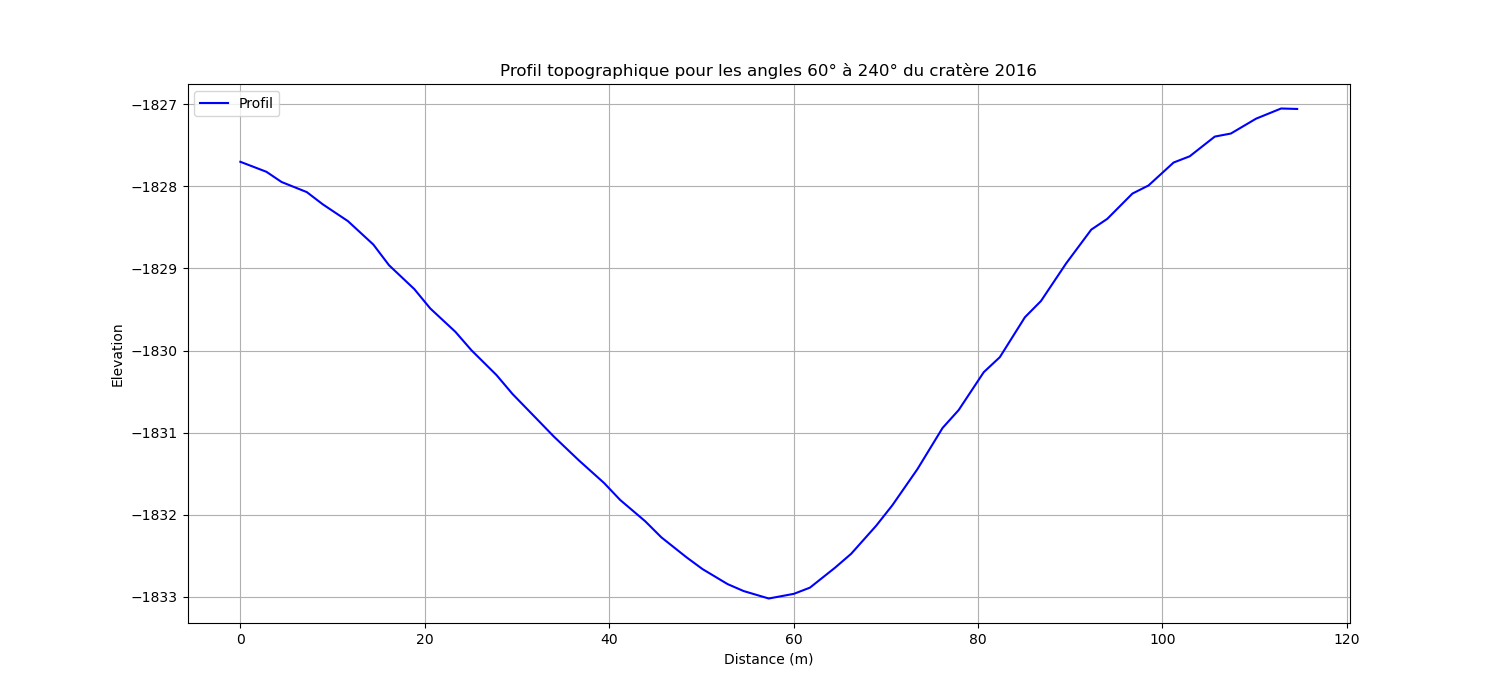 Profil topographique pour les angles 60° à 240° du cratère 2016
Profil
−1827
−1828
−1829
−1830
−1831
−1832
−1833
Elevation
0 20 40 60 80 100 120
Distance (m)